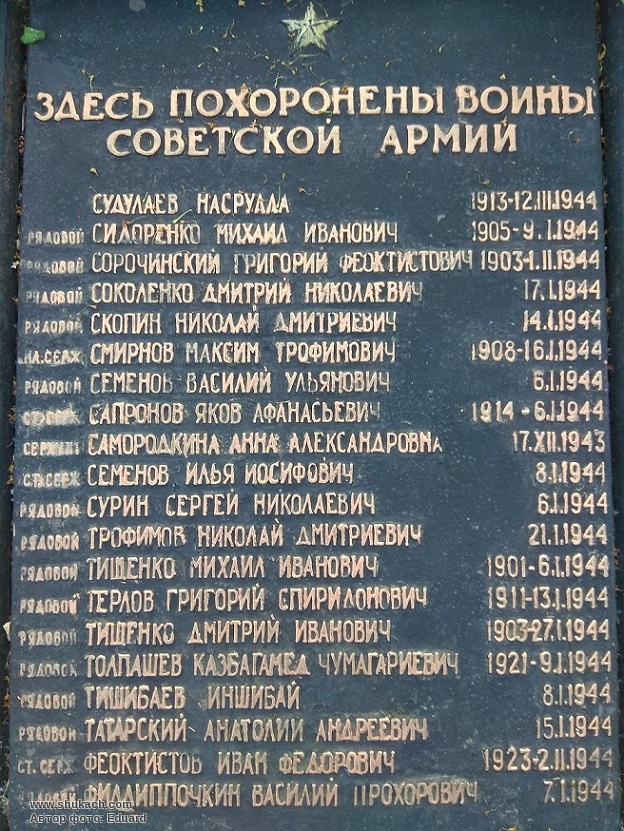 ЗДЕСЬ ПОХОРОНЕНЫ ВОИНЫ
СОВЕТСКОЙ АРМИЙ
СУДУЛАЕВ НАСРУЛЛА 1913-12.III.1944
РЯДОВОЙ СИДОРЕНКО МИХАИЛ ИВАНОВИЧ 1905-9.I.1944
РЯДОВОЙ СОРОЧИНСКИЙ ГРИГОРИЙ ФЕОКТИСТОВИЧ 1903-1.II.1944
РЯДОВОЙ СОКОЛЕНКО ДМИТРИЙ НИКОЛАЕВИЧ 17.I.1944
РЯДОВОЙ СКОПИН НИКОЛАЙ ДМИТРИЕВИЧ 14.I.1944
МЛ.СЕРЖ. СМИРНОВ МАКСИМ ТРОФИМОВИЧ 1908-16.I.1944
РЯДОВОЙ СЕМЕНОВ ВАСИЛИЙ УЛЬЯНОВИЧ 6.I.1944
САПРОНОВ ЯКОВ АФАНАСЬЕВИЧ 1914-6.I.1944
СЕРЖАНТ САМОРОДКИНА АННА АЛЕКСАНДРОВНА 17.XII.1943
СТ.СЕРЖ СЕМЕНОВ ИЛЬЯ ИОСИФОВИЧ 8.I.1944
РЯДОВОЙ СУРИН СЕРГЕЙ НИКОЛАЕВИЧ 6.I.1944
РЯДОВОЙ ТРОФИМОВ НИКОЛАЙ ДМИТРИЕВИЧ 21.I.1944
РЯДОВОЙ ТИЩЕНКО МИХАИЛ ИВАНОВИЧ 1901-6.I.1944
РЯДОВОЙ ТЕРЛОВ ГРИГОРИЙ СПИРИДОНОВИЧ 1911-13.I.1944
РЯДОВОЙ ТИЩЕНКО ДМИТРИЙ ИВАНОВИЧ 1903-27.I.1944
РЯДОВОЙ ТОЛПАШЕВ КАЗБАГАМЕД ЧУМАГАРИЕВИЧ 1921-9.I.1944
РЯДОВОЙ ТИШИБАЕВ ИНШИБАЙ 8.I.1944
РЯДОВОЙ ТАТАРСКИЙ АНАТОЛИЙ АНДРЕЕВИЧ 15.I.1944
СТ. СЕРЖ ФЕОКТИСТОВ ИВАН ФЕДОРОВИЧ 1923-2.II.1944
РЯДОВОЙ ФИЛЛИППОЧКИН ВАСИЛИЙ ПРОХОРОВИЧ 7.I.1944
www.shukach.com
Автор фото: Eduard